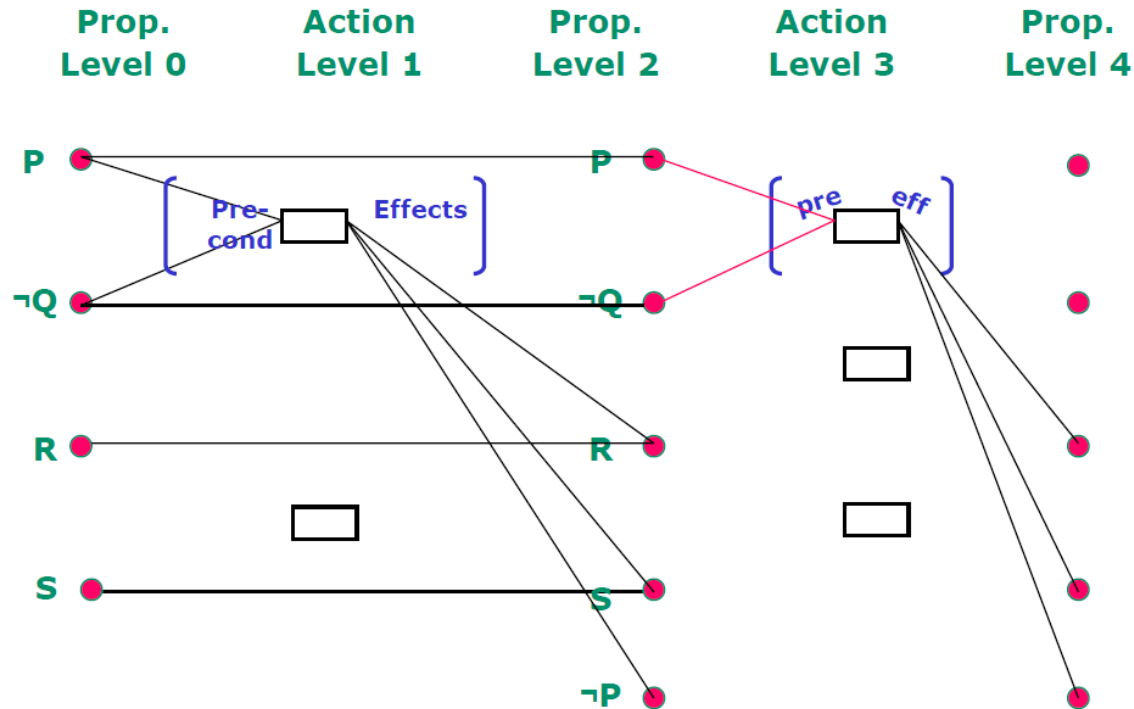 Prop. Action Prop. Action Prop.
Level 0 Level 1 Level 2 Level 3 Level 4
P P
Pre- Effects pre eff
cond
¬Q ¬Q
R R
S S
¬P